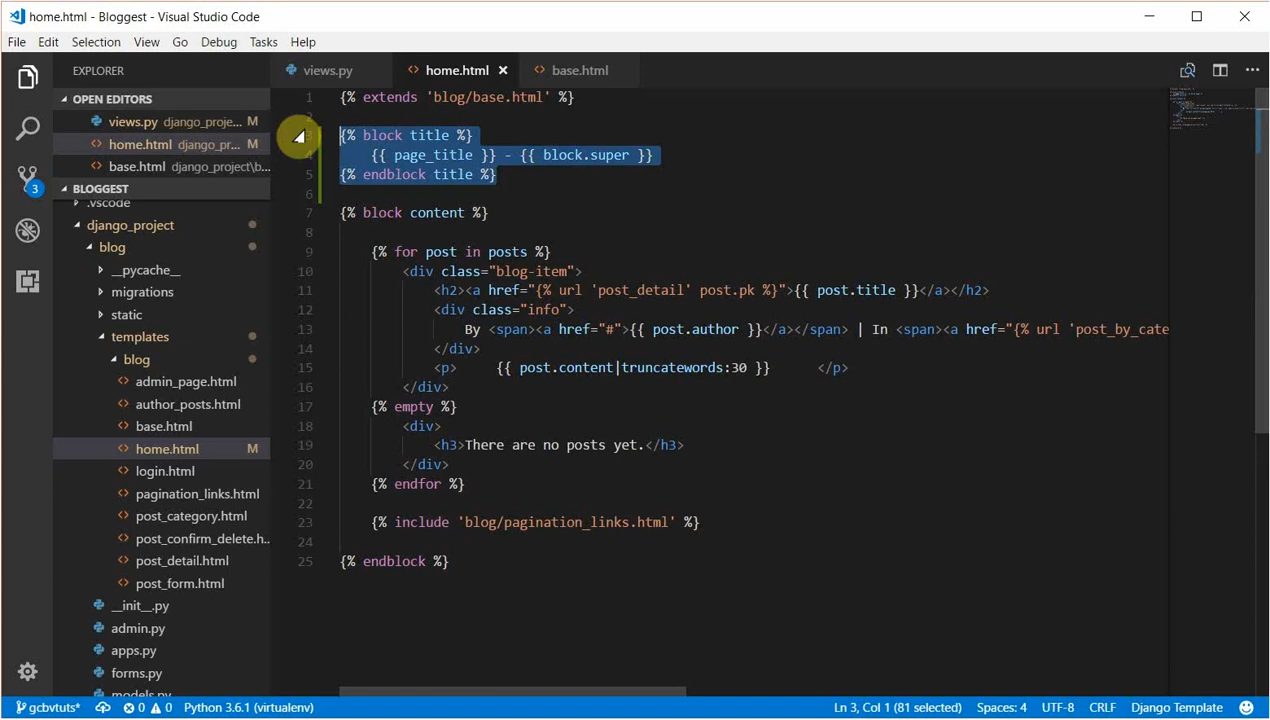 home.html - Bloggest - Visual Studio Code
File Edit Selection View Go Debug Tasks Help
EXPLORER
OPEN EDITORS
views.py django_proje... M
home.html django_pr... M
base.html django_project\b...
BLOGGEST
.vscode
django_project
blog
__pycache__
migrations
static
templates
blog
admin_page.html
author_posts.html
base.html
home.html M
login.html
pagination_links.html
post_category.html
post_confirm_delete.h...
post_detail.html
post_form.html
__init__.py
admin.py
apps.py
forms.py
models.py
3
views.py home.html base.html
1 {% extends 'blog/base.html' %}
2
3 {% block title %}
4 {{ page_title }} - {{ block.super }}
5 {% endblock title %}
6
7 {% block content %}
8
9 {% for post in posts %}
10 <div class="blog-item">
11 <h2><a href="{% url 'post_detail' post.pk %}">{{ post.title }}</a></h2>
12 <div class="info">
13 By <span><a href="#">{{ post.author }}</a></span> | In <span><a href="{% url 'post_by_cate
14 </div>
15 <p> {{ post.content|truncatewords:30 }} </p>
16 </div>
17 {% empty %}
18 <div>
19 <h3>There are no posts yet.</h3>
20 </div>
21 {% endfor %}
22
23 {% include 'blog/pagination_links.html' %}
24
25 {% endblock %}
gcbvtuts* 0 0 Python 3.6.1 (virtualenv) Ln 3, Col 1 (81 selected) Spaces: 4 UTF-8 CRLF Django Template